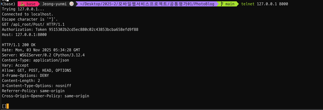 telnet 127.0.0.1 8000
Trying 127.0.0.1...
Connected to localhost.
Escape character is '^]'.
GET /api_root/Post/ HTTP/1.1
Host: 127.0.0.1:8000
HTTP/1.1 200 OK
Date: Mon, 03 Nov 2025 05:34:20 GMT
Server: WSGIServer/0.2 CPython/3.12.4
Content-Type: application/json
Vary: Accept
Allow: GET, POST, HEAD, OPTIONS
X-Frame-Options: DENY
Content-Length: 2
X-Content-Type-Options: nosniff
Referrer-Policy: same-origin
Cross-Origin-Opener-Policy: same-origin
[]